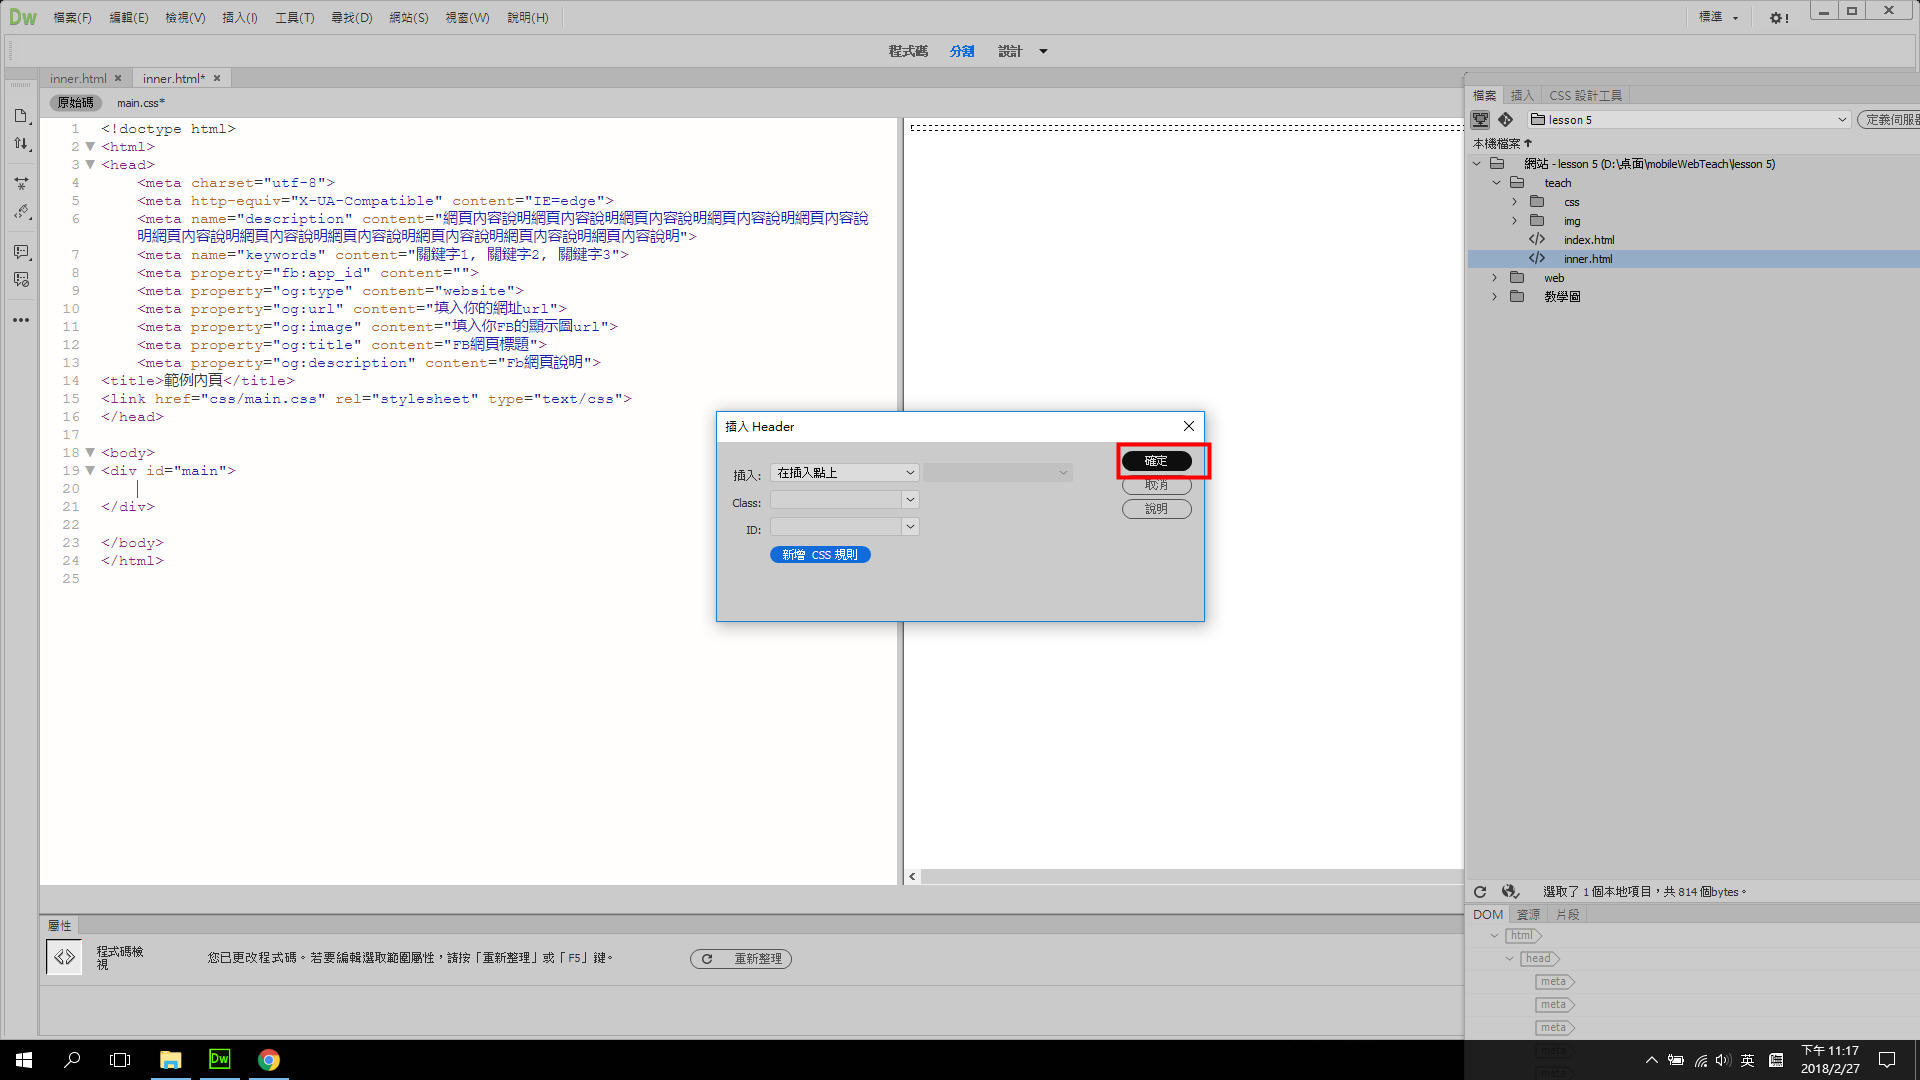 Dw 檔案(F) 編輯(E) 檢視(V) 插入(I) 工具(T) 尋找(D) 網站(S) 視窗(W) 說明(H) 標準
程式碼 分割 設計
inner.html inner.html*
原始碼 main.css*
1 <!doctype html>
2 <html>
3 <head>
4 <meta charset="utf-8">
5 <meta http-equiv="X-UA-Compatible" content="IE=edge">
6 <meta name="description" content="網頁內容說明網頁內容說明網頁內容說明網頁內容說明網頁內容說
明網頁內容說明網頁內容說明網頁內容說明網頁內容說明網頁內容說明網頁內容說明">
7 <meta name="keywords" content="關鍵字1, 關鍵字2, 關鍵字3">
8 <meta property="fb:app_id" content="">
9 <meta property="og:type" content="website">
10 <meta property="og:url" content="填入你的網址url">
11 <meta property="og:image" content="填入你FB的顯示圖url">
12 <meta property="og:title" content="FB網頁標題">
13 <meta property="og:description" content="Fb網頁說明">
14 <title>範例內頁</title>
15 <link href="css/main.css" rel="stylesheet" type="text/css">
16 </head>
17
18 <body>
19 <div id="main">
20
21 </div>
22
23 </body>
24 </html>
25
插入 Header
插入: 在插入點上
Class:
ID:
新增 CSS 規則
確定
取消
說明
檔案 插入 CSS 設計工具
lesson 5 定義伺服器
本機檔案
網站 - lesson 5 (D:\桌面\mobileWebTeach\lesson 5)
teach
css
img
index.html
inner.html
web
教學圖
選取了 1 個本地項目，共 814 個bytes。
DOM 資源 片段
html
head
meta
meta
meta
meta
meta
屬性
程式碼檢
視
您已更改程式碼。若要編輯選取範圍屬性，請按「重新整理」或「 F5」鍵。
重新整理
Dw
英
下午 11:17
2018/2/27